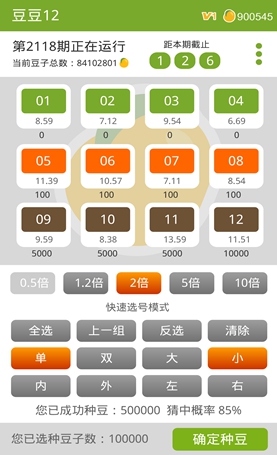 豆豆12 V1 900545
第2118期正在运行 距本期截止
当前豆子总数：84102801 1 2 6
01 02 03 04
8.59 7.12 9.54 6.69
0 0 0 0
05 06 07 08
11.39 10.57 7.11 8.54
100 100 100 100
09 10 11 12
9.59 8.38 13.59 11.51
5000 5000 5000 5000
0.5倍 1.2倍 2倍 5倍 10倍
快速选号模式
全选 上一组 反选 清除
单 双 大 小
内 外 左 右
您已成功种豆：500000 猜中概率 85%
您已选种豆子数：100000 确定种豆